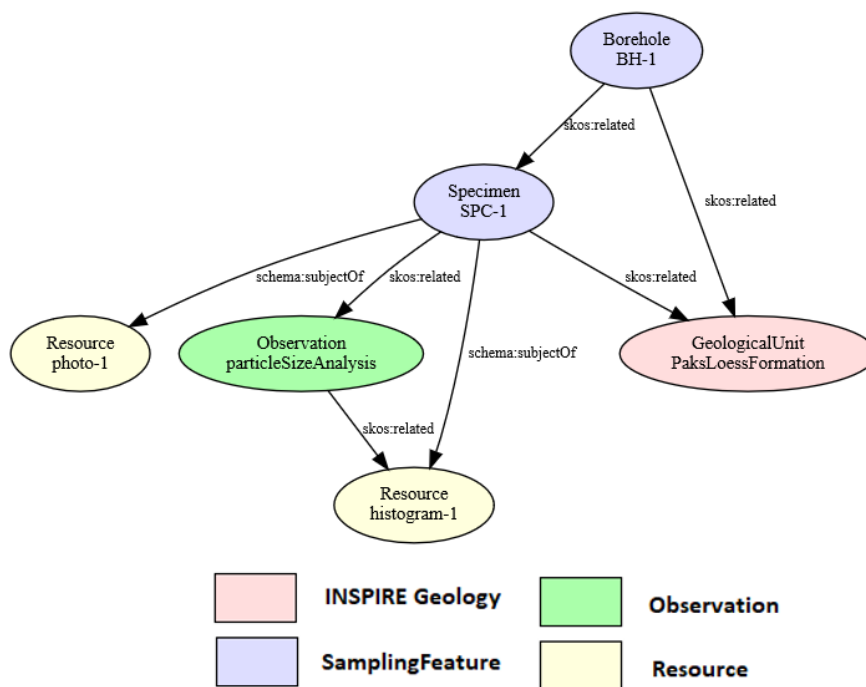 Borehole
BH-1
skos:related
skos:related
Specimen
SPC-1
schema:subjectOf
skos:related
skos:related
Resource
photo-1
Observation
particleSizeAnalysis
schema:subjectOf
GeologicalUnit
PaksLoessFormation
skos:related
Resource
histogram-1
INSPIRE Geology
Observation
SamplingFeature
Resource